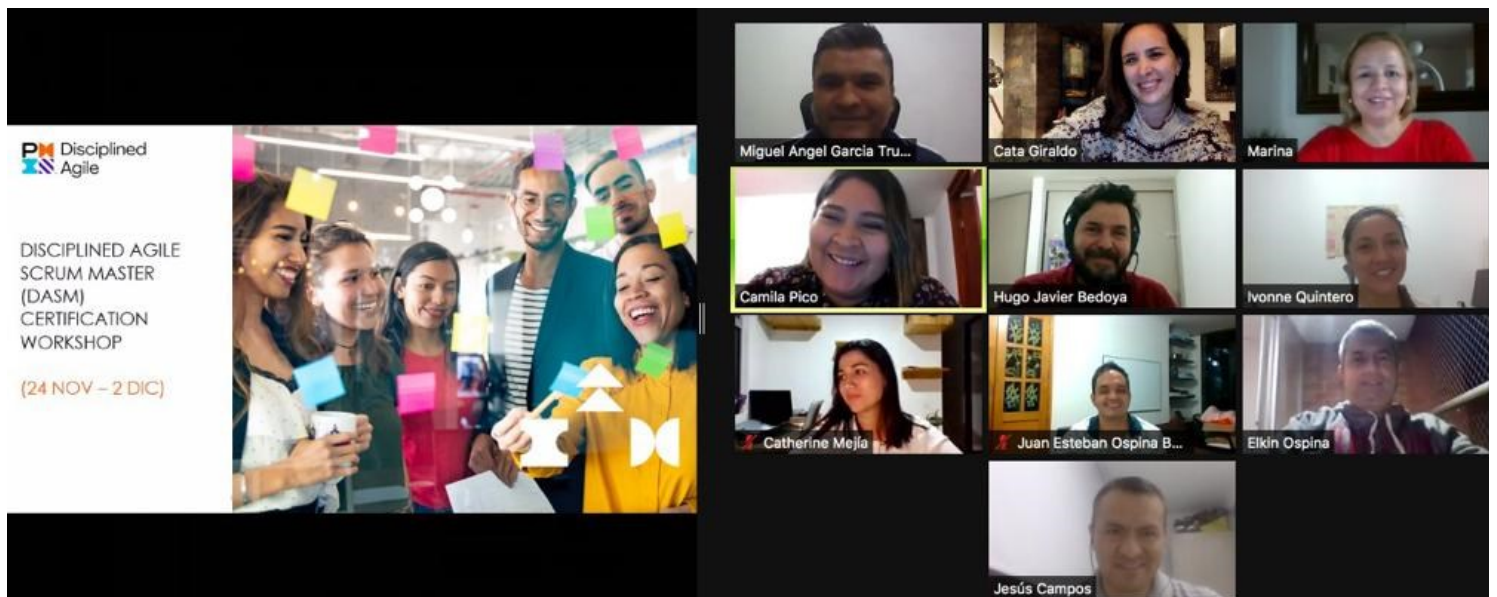 Disciplined
Agile
DISCIPLINED AGILE
SCRUM MASTER
(DASM)
CERTIFICATION
WORKSHOP
(24 NOV – 2 DIC)
Miguel Angel Garcia Tru...
Cata Giraldo
Marina
Camila Pico
Hugo Javier Bedoya
Ivonne Quintero
Catherine Mejía
Juan Esteban Ospina B...
Elkin Ospina
Jesús Campos